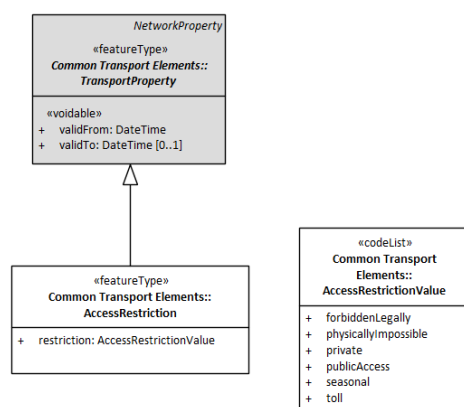 NetworkProperty
«featureType»
Common Transport Elements::
TransportProperty
«voidable»
+ validFrom: DateTime
+ validTo: DateTime [0..1]
«featureType»
Common Transport Elements::
AccessRestriction
+ restriction: AccessRestrictionValue
«codeList»
Common Transport
Elements::
AccessRestrictionValue
+ forbiddenLegally
+ physicallyImpossible
+ private
+ publicAccess
+ seasonal
+ toll